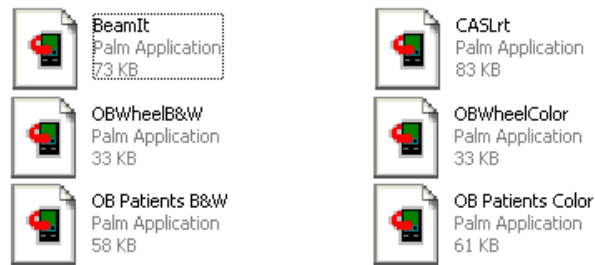 BeamIt
Palm Application
73 KB
CASLrt
Palm Application
83 KB
OBWheelB&W
Palm Application
33 KB
OBWheelColor
Palm Application
33 KB
OB Patients B&W
Palm Application
58 KB
OB Patients Color
Palm Application
61 KB